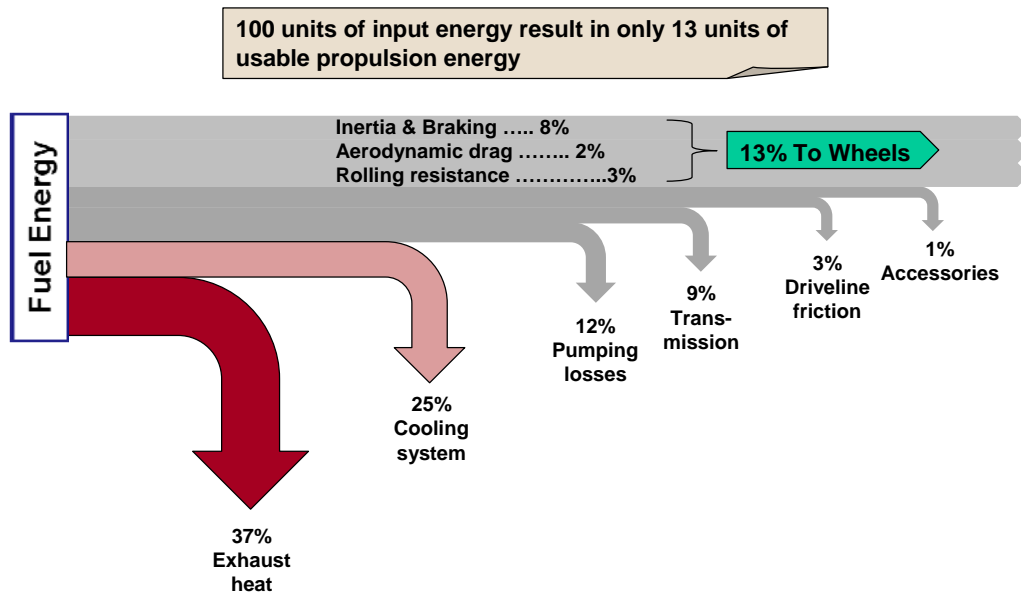 100 units of input energy result in only 13 units of
usable propulsion energy
Fuel Energy
Inertia & Braking ….. 8%
Aerodynamic drag …….. 2%
Rolling resistance …………..3%
13% To Wheels
1%
Accessories
3%
Driveline
friction
9%
Trans-
mission
12%
Pumping
losses
25%
Cooling
system
37%
Exhaust
heat